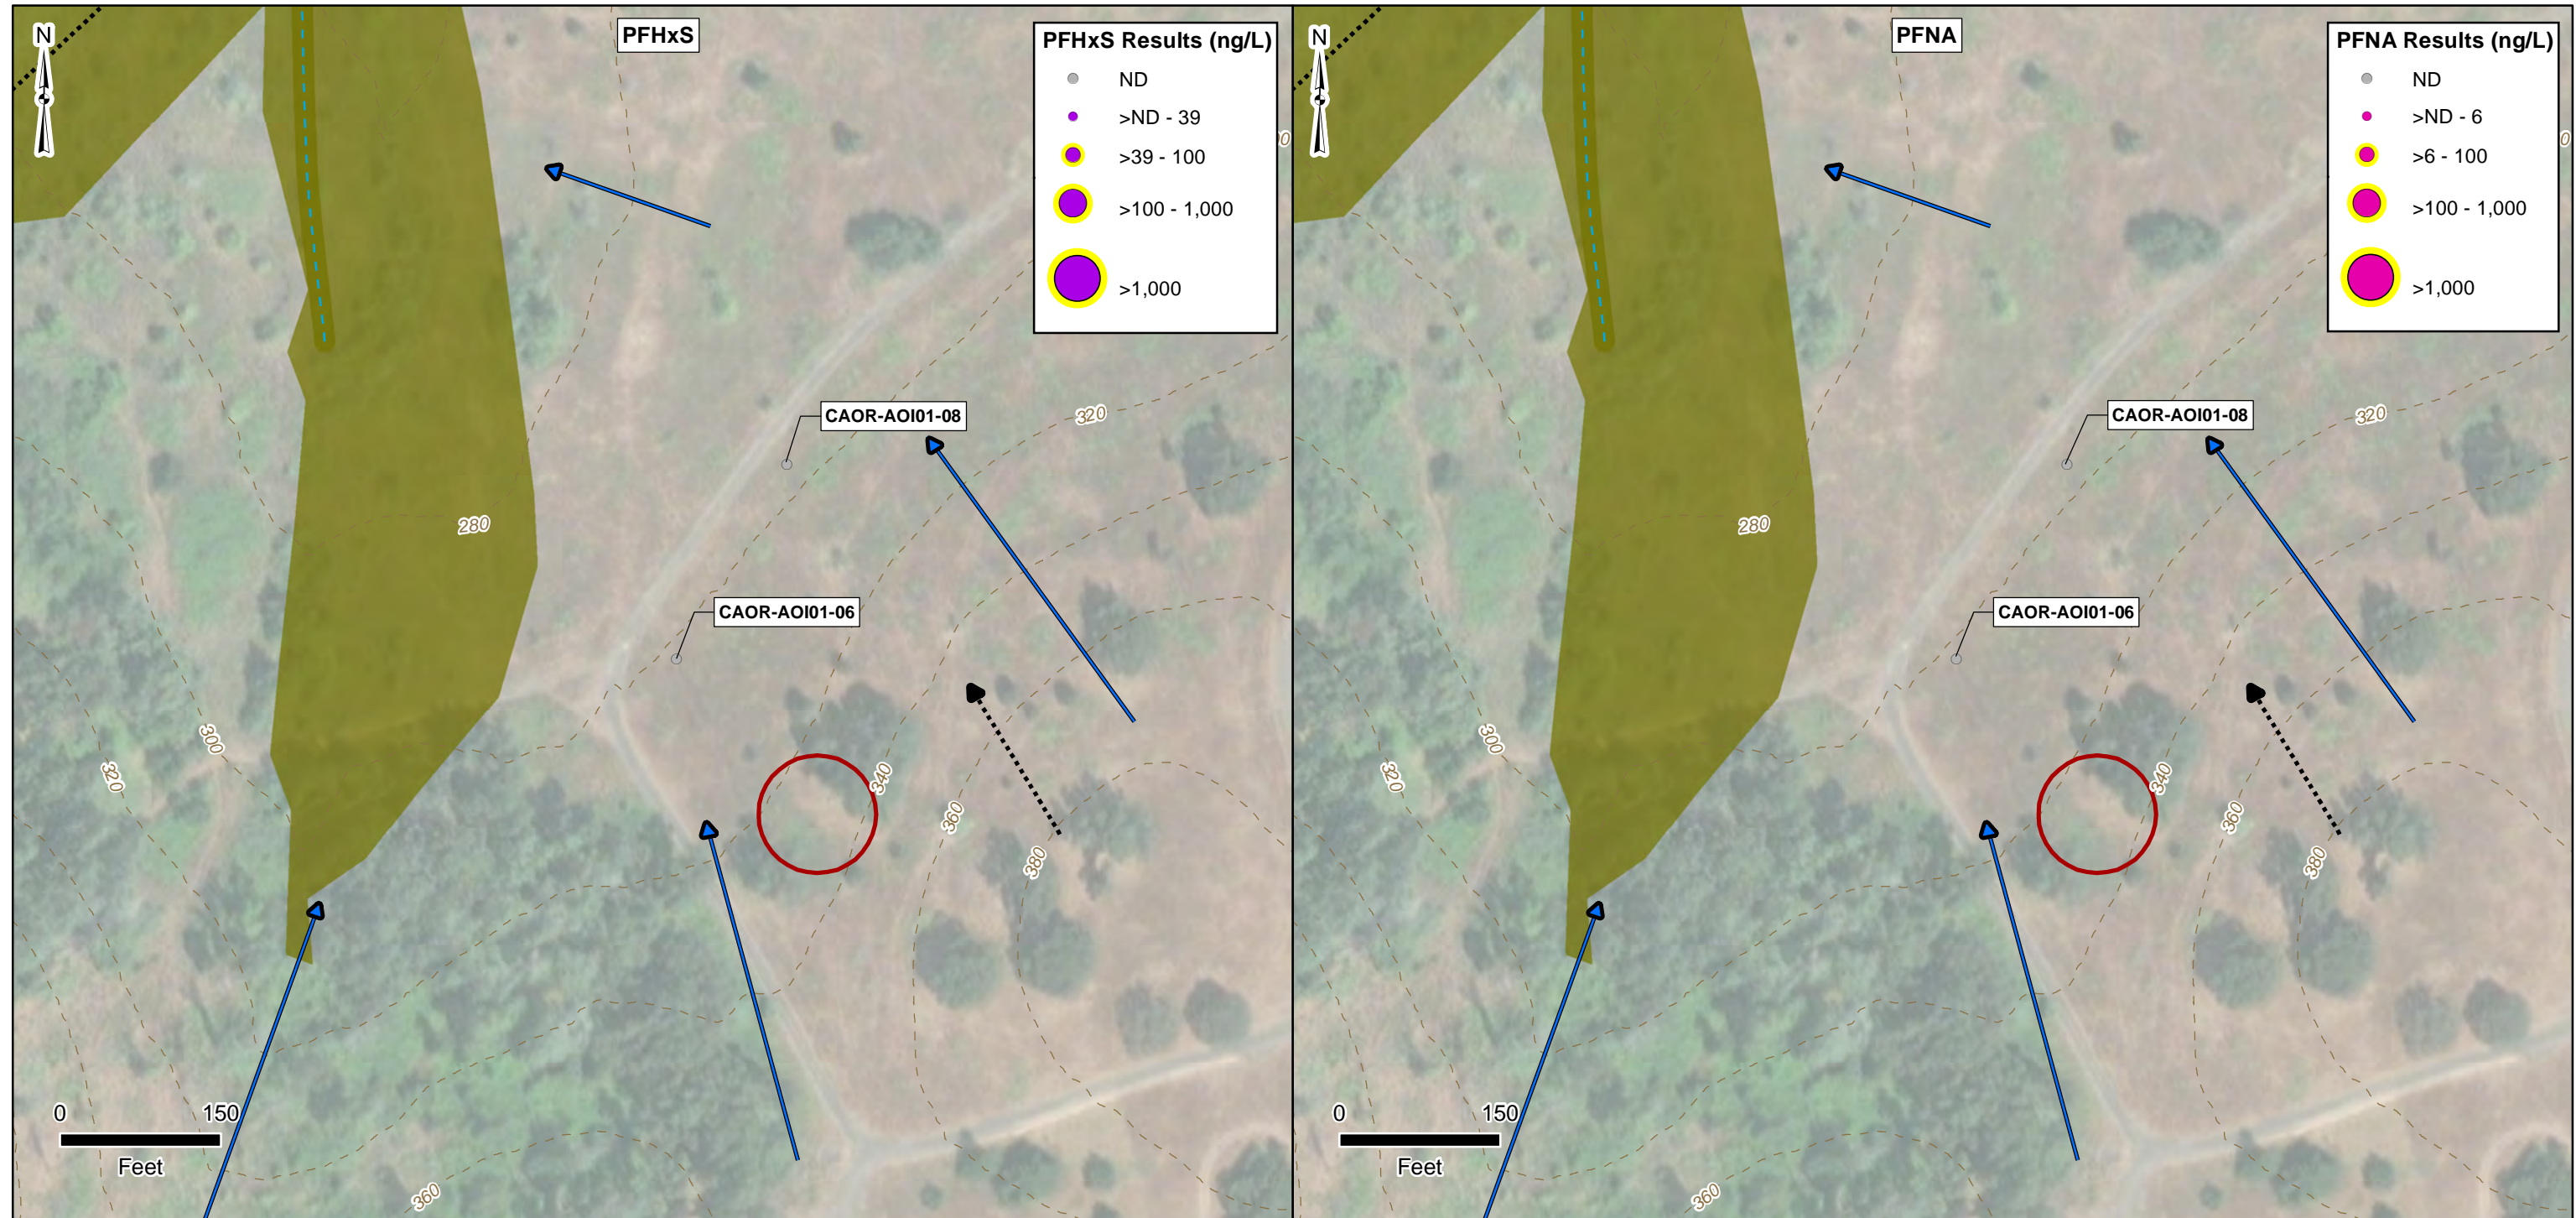 N
PFHxS
PFHxS Results (ng/L)
ND
>ND - 39
>39 - 100
>100 - 1,000
>1,000
CAOR-AOI01-08
320
280
CAOR-AOI01-06
300
320
340
360
380
0 150
Feet
360
N
PFNA
PFNA Results (ng/L)
ND
>ND - 6
>6 - 100
>100 - 1,000
>1,000
CAOR-AOI01-08
320
280
CAOR-AOI01-06
300
320
340
360
380
0 150
Feet
360